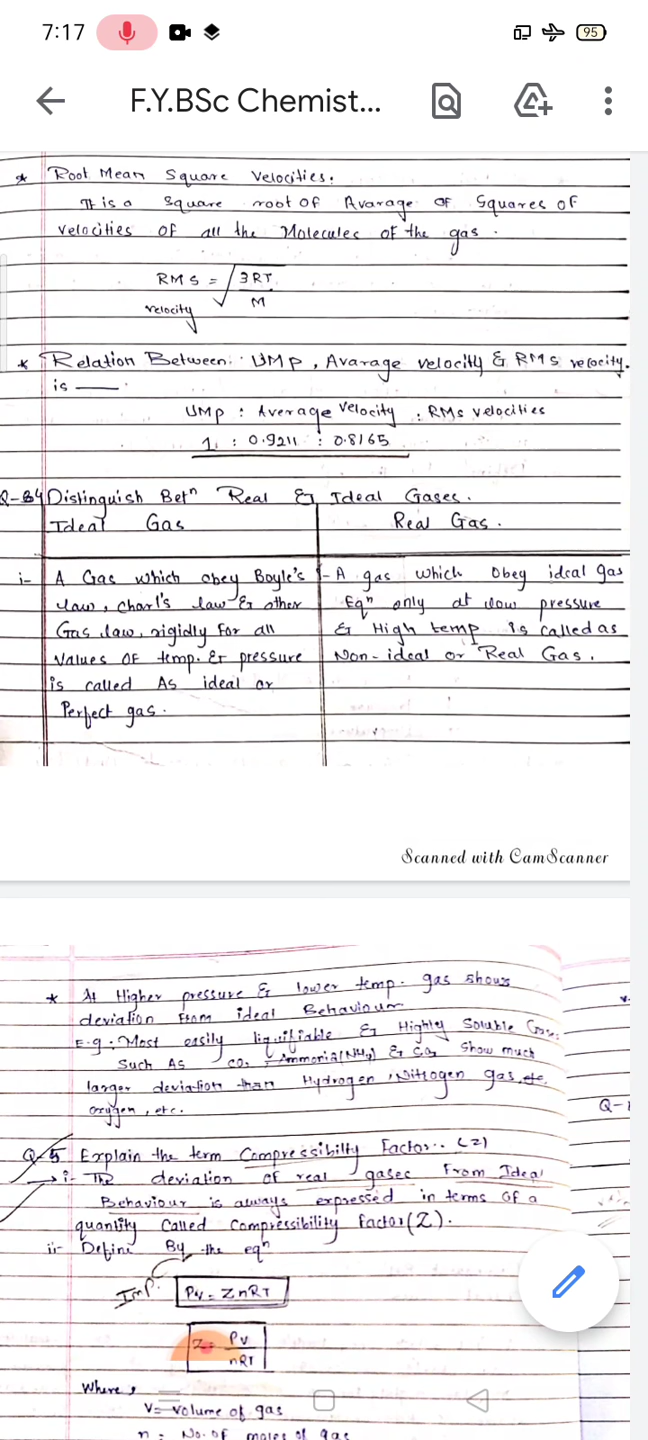 7:17
95
F.Y.BSc Chemist...
* Root Mean Square Velocities.
It is a square root of Avarage of Squares of
velocities of all the Molecules of the gas.
RMS = √3RT/M
velocity
* Relation Between UMP, Avarage velocity & RMS velocity.
is —
UMP : Average velocity : RMS velocities
1 : 0.9211 : 0.8165
Distinguish Betn Real & Ideal Gases.
Ideal Gas
Real Gas.
i- A Gas which obey Boyle's
law, charl's law & other
Gas law, rigidly for all
values of temp. & pressure
is called As ideal or
Perfect gas.
i- A gas which Obey ideal gas
Eqn only at low pressure
& High temp is called as
Non-ideal or Real Gas.
Scanned with CamScanner
* At Higher pressure & lower temp. gas shows
deviation from ideal Behaviour
E.g. Most easily liquifiable & Highly Soluble
Such As CO2, Ammonia & show much
larger deviation than Hydrogen, Nitrogen gas, etc.
oxygen, etc.
Q-5 Explain the term Compressibilty Factor.. (Z)
i- The deviation of real gases From Ideal
Behaviour is always expressed in terms of a
quantity called Compressibility factor (Z).
ii- Define By the eqn
Imp. PV = ZnRT
Z = PV/nRT
Where,
V= volume of gas
n = No. of moles of gas